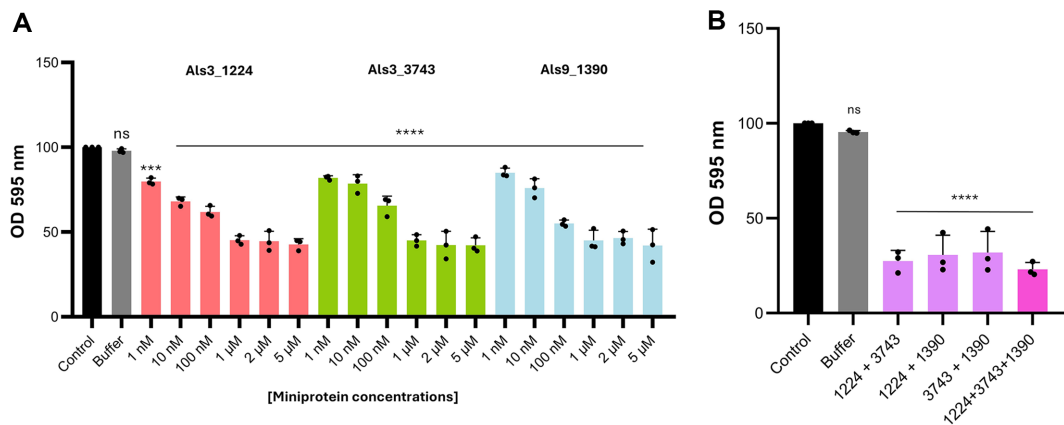 A
OD 595 nm
150
100
50
0
Als3_1224
Als3_3743
Als9_1390
ns
***
****
Control
Buffer
1 nM
10 nM
100 nM
1 µM
2 µM
5 µM
1 nM
10 nM
100 nM
1 µM
2 µM
5 µM
1 nM
10 nM
100 nM
1 µM
2 µM
5 µM
[Miniprotein concentrations]
B
OD 595 nm
150
100
50
0
ns
****
Control
Buffer
1224 + 3743
1224 + 1390
3743 + 1390
1224+3743+1390